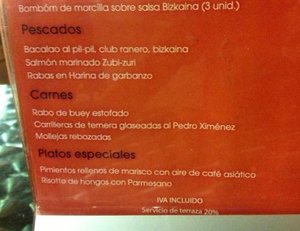 Bombóm de morcilla sobre salsa Bizkaina (3 unid.)
Pescados
Bacalao al pil-pil, club ranero, bizkaina
Salmón marinado Zubi-zuri
Rabas en Harina de garbanzo
Carnes
Rabo de buey estofado
Carrilleras de ternera glaseadas al Pedro Ximénez
Mollejas rebozadas
Platos especiales
Pimientos rellenos de marisco con aire de café asiático
Risotto de hongos con Parmesano
IVA INCLUIDO
Servicio de terraza 20%